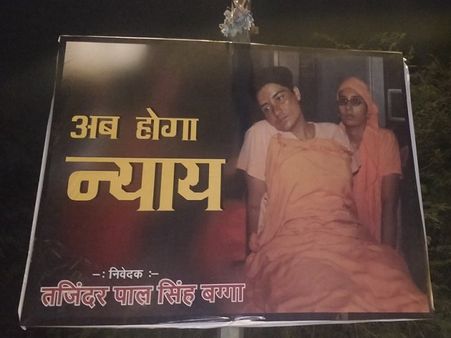 अब होगा
न्याय
-: निवेदक :-
तजिंदर पाल सिंह बग्गा